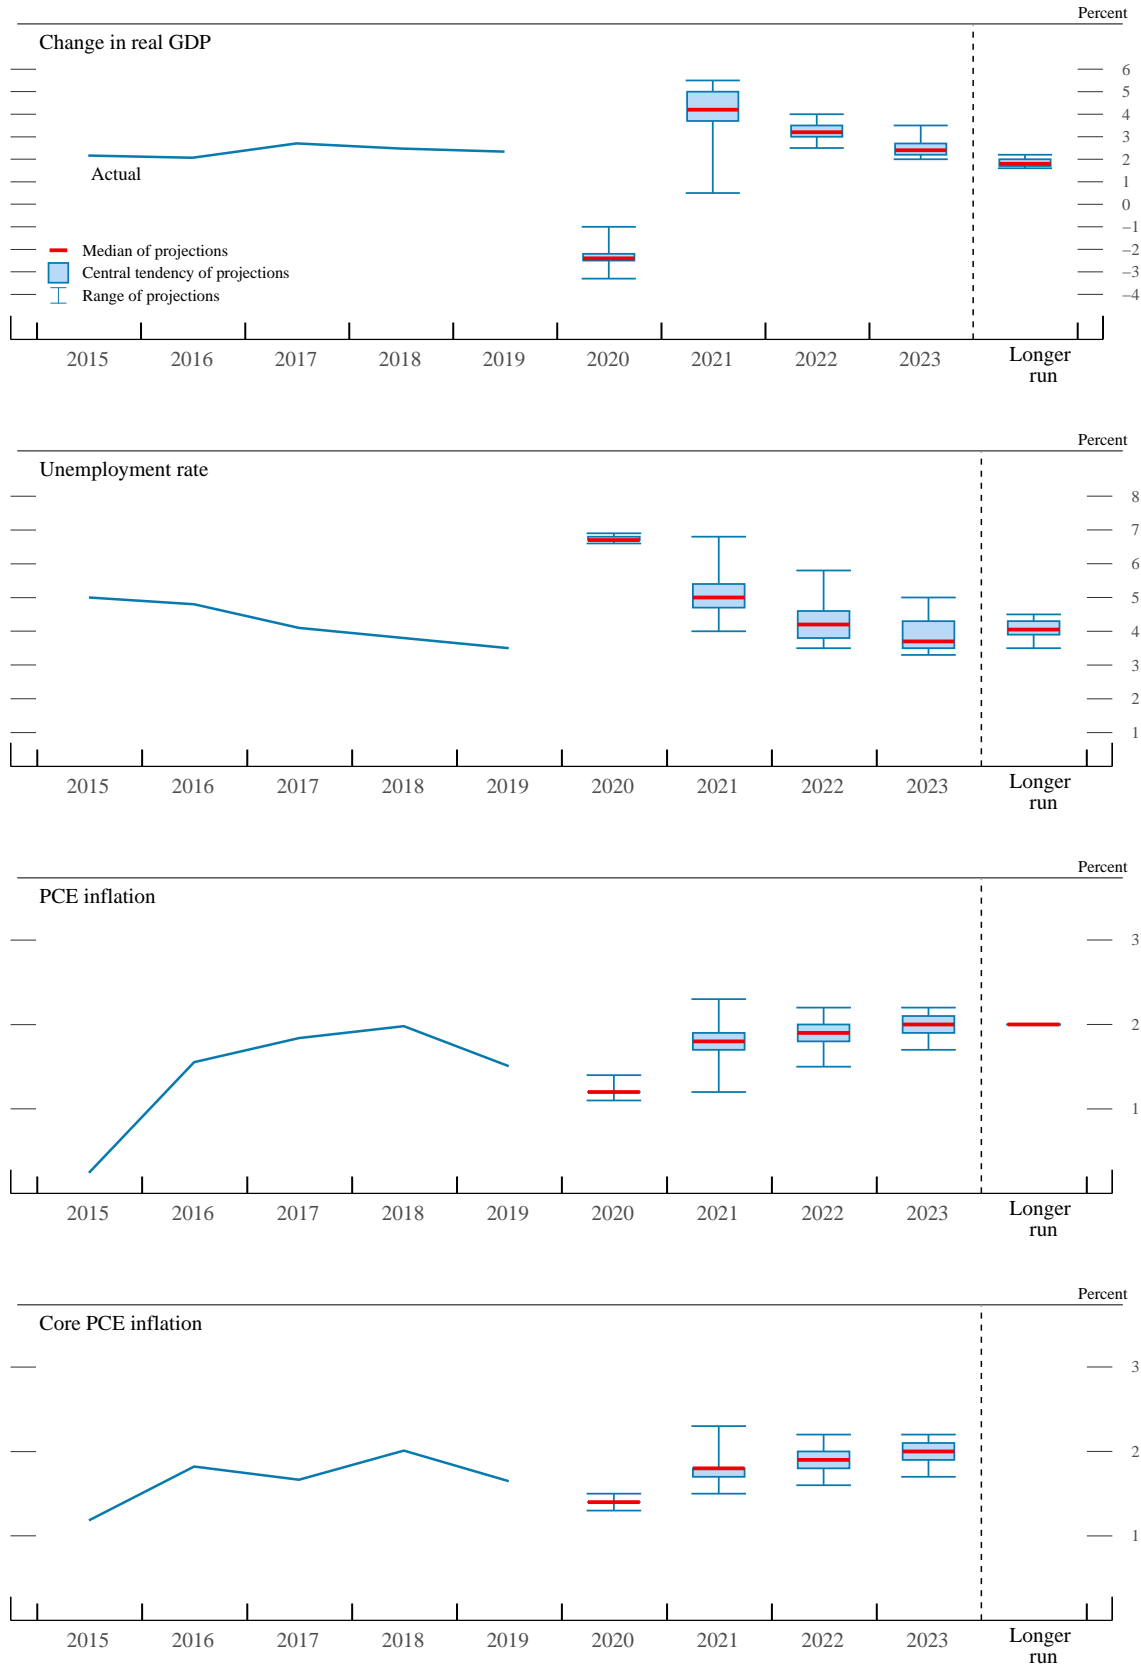 Percent
Change in real GDP
6
5
4
3
2
1
0
−1
−2
−3
−4
Actual
Median of projections
Central tendency of projections
Range of projections
2015 2016 2017 2018 2019 2020 2021 2022 2023 Longer
run
Percent
Unemployment rate
8
7
6
5
4
3
2
1
2015 2016 2017 2018 2019 2020 2021 2022 2023 Longer
run
Percent
PCE inflation
3
2
1
2015 2016 2017 2018 2019 2020 2021 2022 2023 Longer
run
Percent
Core PCE inflation
3
2
1
2015 2016 2017 2018 2019 2020 2021 2022 2023 Longer
run